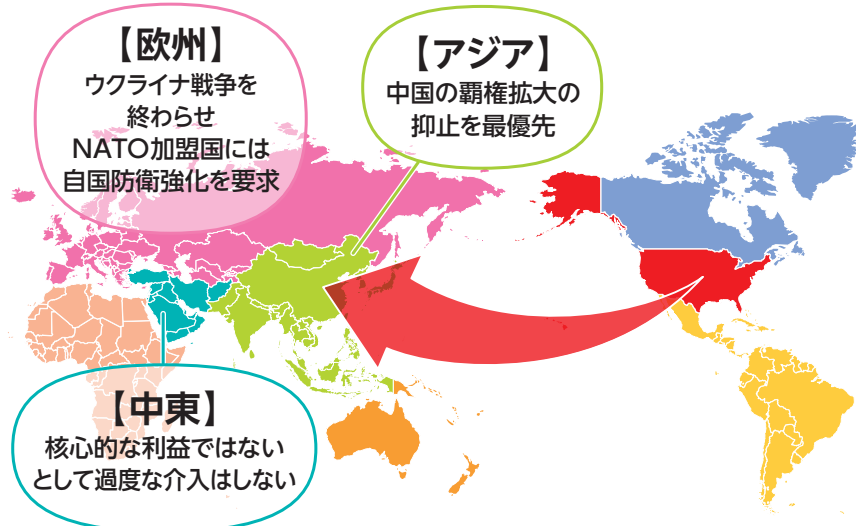 【欧州】
ウクライナ戦争を
終わらせ
NATO加盟国には
自国防衛強化を要求
【アジア】
中国の覇権拡大の
抑止を最優先
【中東】
核心的な利益ではない
として過度な介入はしない